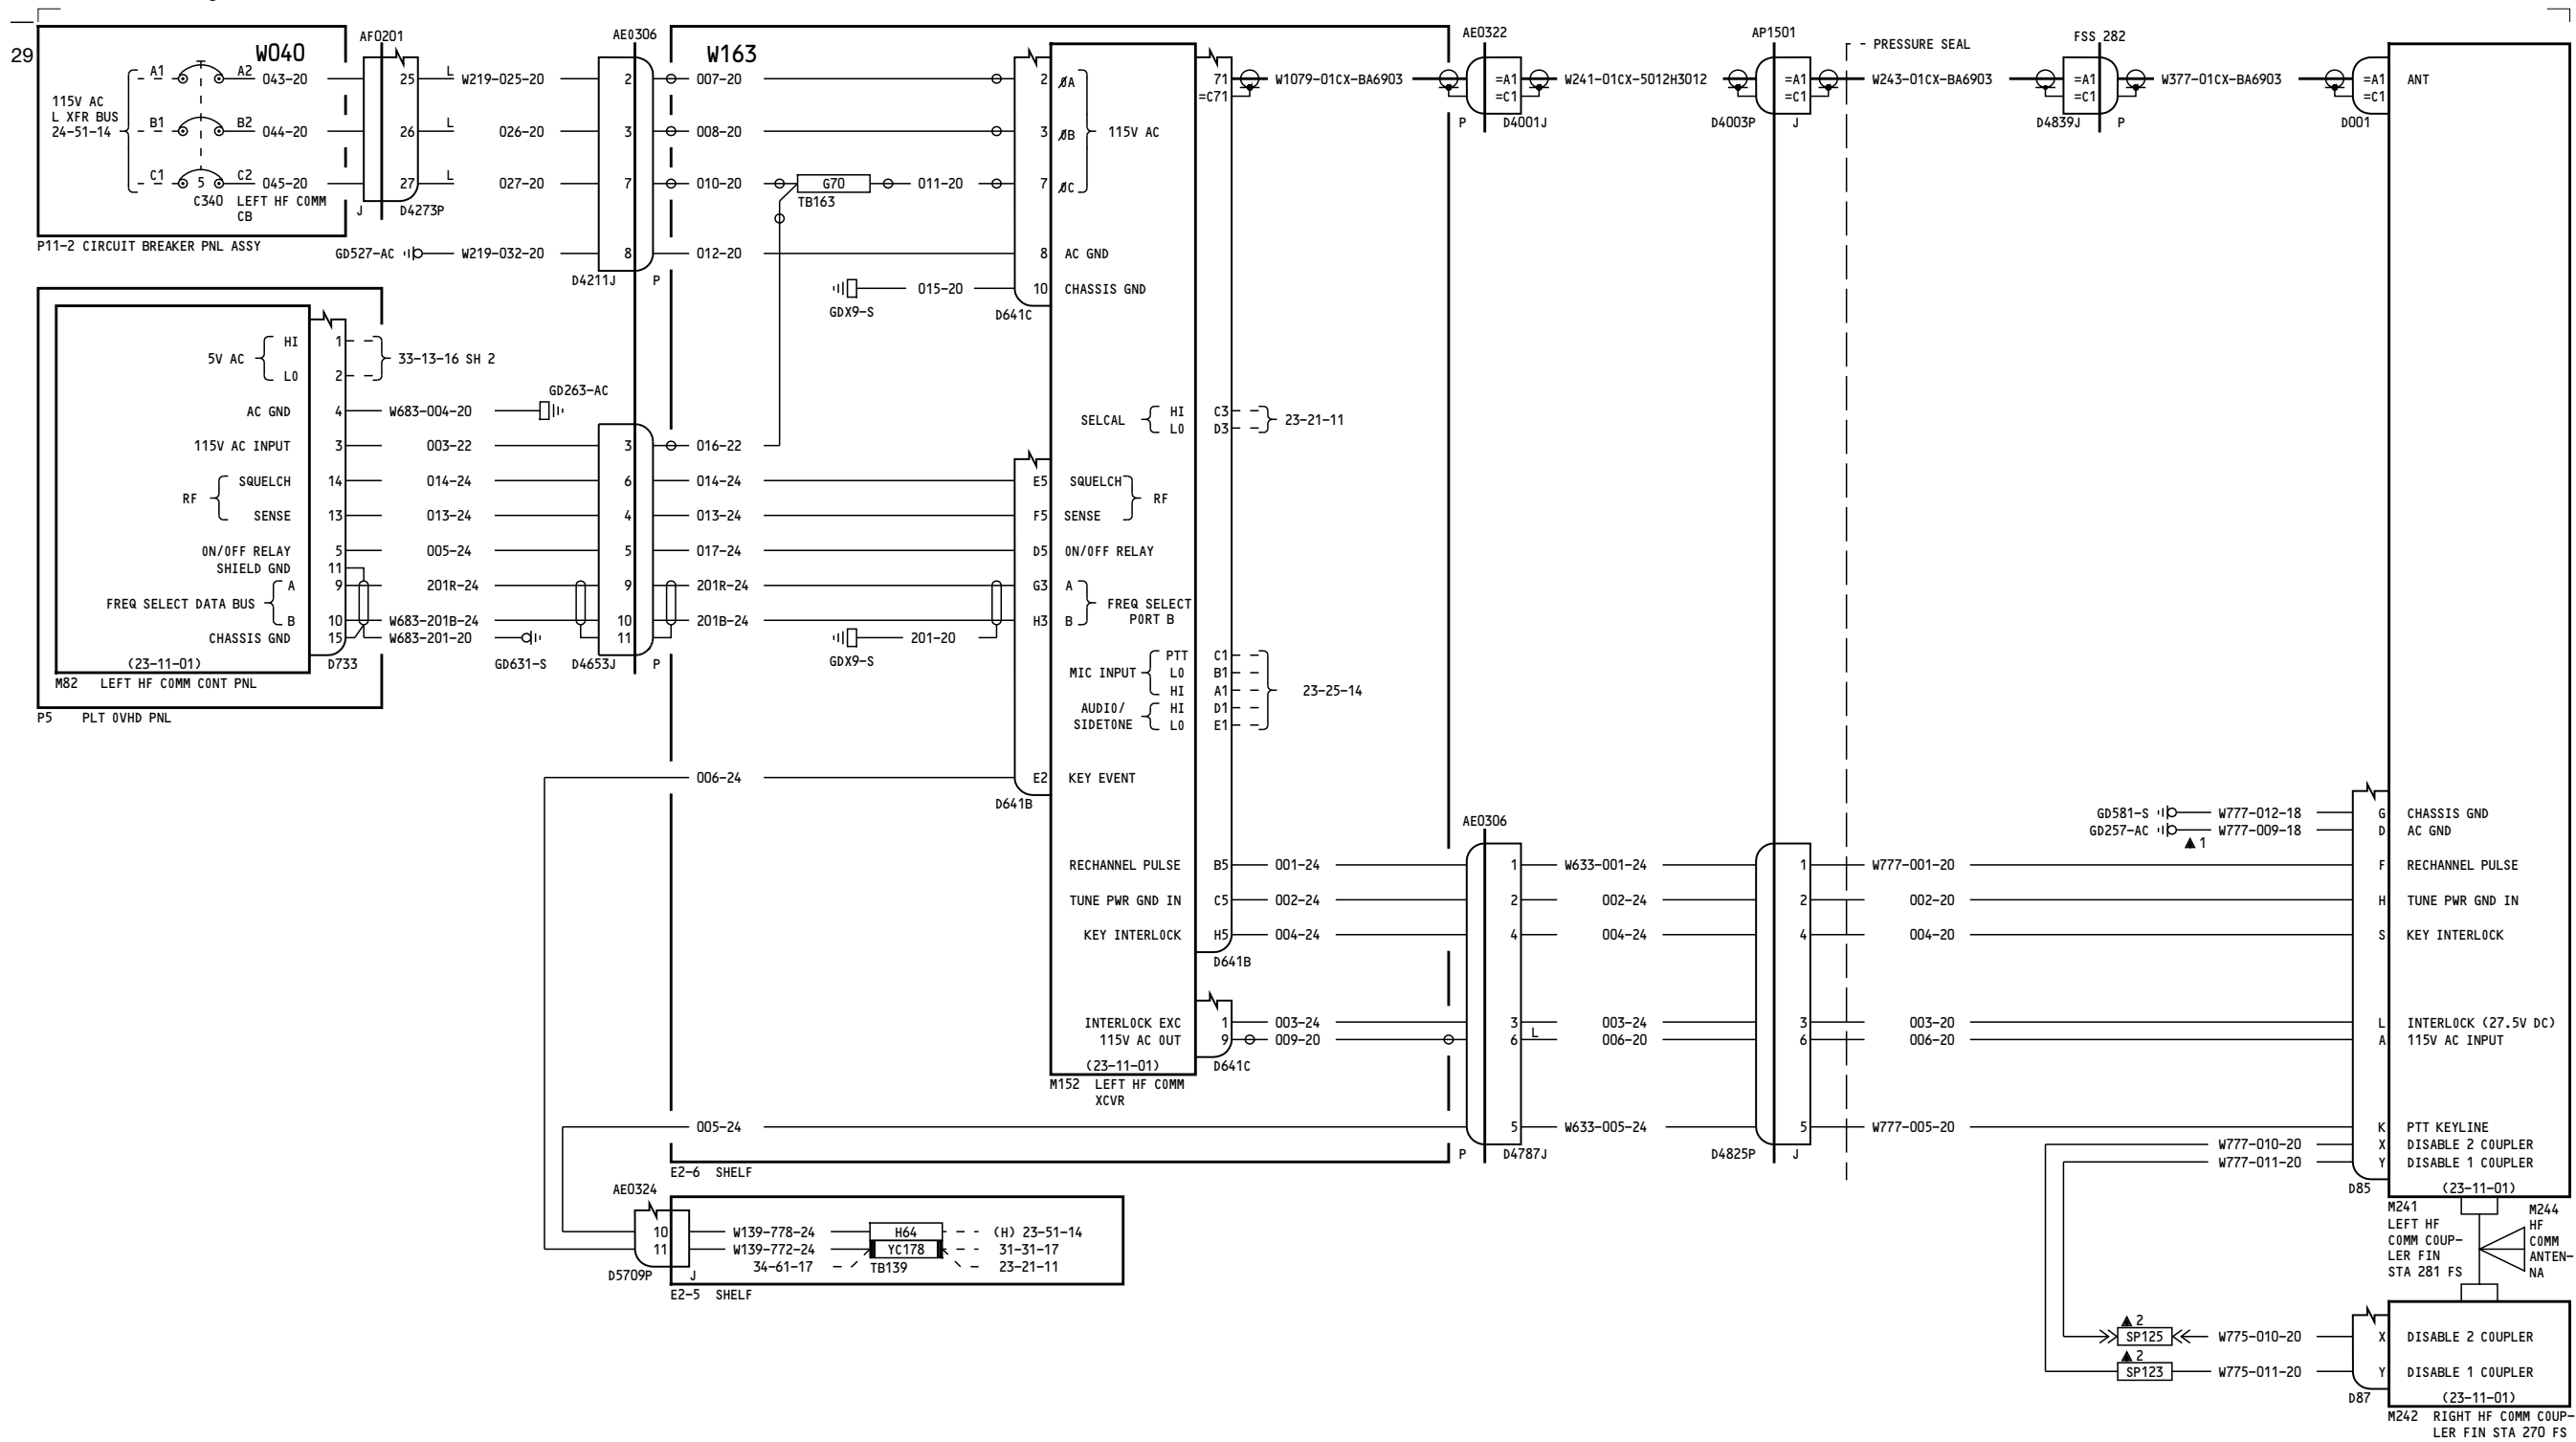 29
W040
A1
A2
043-20
115V AC
L XFR BUS
24-51-14
B1
B2
044-20
C1
5
C2
045-20
C340
LEFT HF COMM
CB
P11-2 CIRCUIT BREAKER PNL ASSY
AF0201
25
26
27
J
D4273P
L
W219-025-20
L
026-20
L
027-20
GD527-AC
W219-032-20
AE0306
2
3
7
8
D4211J
P
W163
007-20
008-20
010-20
G70
TB163
011-20
012-20
GDX9-S
015-20
2
3
7
8
10
D641C
ØA
ØB
ØC
115V AC
AC GND
CHASSIS GND
71
=C71
W1079-01CX-BA6903
AE0322
=A1
=C1
P
D4001J
W241-01CX-5012H3012
AP1501
=A1
=C1
D4003P
J
PRESSURE SEAL
W243-01CX-BA6903
FSS 282
=A1
=C1
D4839J
P
W377-01CX-BA6903
=A1
=C1
D001
ANT
5V AC
HI
LO
1
2
33-13-16 SH 2
AC GND
4
W683-004-20
GD263-AC
115V AC INPUT
3
003-22
3
016-22
RF
SQUELCH
14
014-24
6
014-24
E5
SQUELCH
RF
SENSE
13
013-24
4
013-24
F5
SENSE
ON/OFF RELAY
5
005-24
5
017-24
D5
ON/OFF RELAY
SHIELD GND
11
FREQ SELECT DATA BUS
A
9
201R-24
9
201R-24
G3
A
FREQ SELECT
PORT B
B
10
W683-201B-24
10
201B-24
H3
B
CHASSIS GND
15
W683-201-20
GD631-S
11
GDX9-S
201-20
(23-11-01)
D733
D4653J
P
M82
LEFT HF COMM CONT PNL
P5
PLT OVHD PNL
SELCAL
HI
LO
C3
D3
23-21-11
MIC INPUT
PTT
LO
HI
C1
B1
A1
AUDIO/
SIDETONE
HI
LO
D1
E1
23-25-14
006-24
E2
KEY EVENT
D641B
RECHANNEL PULSE
B5
001-24
TUNE PWR GND IN
C5
002-24
KEY INTERLOCK
H5
004-24
D641B
INTERLOCK EXC
1
003-24
115V AC OUT
9
009-20
(23-11-01)
D641C
M152
LEFT HF COMM
XCVR
005-24
E2-6 SHELF
AE0306
1
2
4
3
6
5
P
D4787J
W633-001-24
002-24
004-24
003-24
L
006-20
W633-005-24
1
2
4
3
6
5
D4825P
J
W777-001-20
002-20
004-20
003-20
006-20
W777-005-20
GD581-S
W777-012-18
GD257-AC
W777-009-18
▲1
G
CHASSIS GND
D
AC GND
F
RECHANNEL PULSE
H
TUNE PWR GND IN
S
KEY INTERLOCK
L
INTERLOCK (27.5V DC)
A
115V AC INPUT
K
PTT KEYLINE
W777-010-20
X
DISABLE 2 COUPLER
W777-011-20
Y
DISABLE 1 COUPLER
D85
(23-11-01)
M241
LEFT HF
COMM COUP-
LER FIN
STA 281 FS
M244
HF
COMM
ANTEN-
NA
AE0324
10
11
D5709P
J
W139-778-24
H64
(H) 23-51-14
W139-772-24
YC178
31-31-17
34-61-17
TB139
23-21-11
E2-5 SHELF
▲2
SP125
W775-010-20
X
DISABLE 2 COUPLER
▲2
SP123
W775-011-20
Y
DISABLE 1 COUPLER
D87
(23-11-01)
M242
RIGHT HF COMM COUP-
LER FIN STA 270 FS